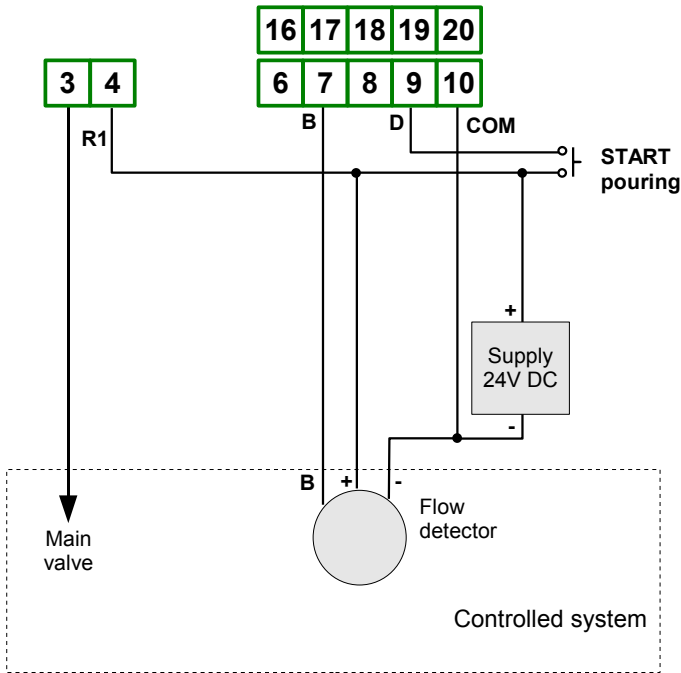 16 17 18 19 20
3 4 6 7 8 9 10
R1 B D COM
START
pouring
+
Supply
24V DC
-
B + -
Flow
detector
Main
valve
Controlled system